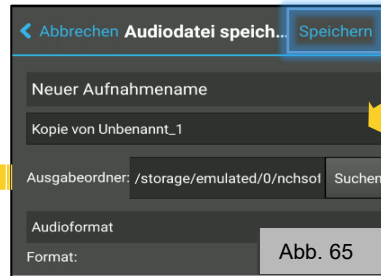 Abbrechen Audiodatei speich... Speichern
Neuer Aufnahmename
Kopie von Unbenannt_1
Ausgabeordner: /storage/emulated/0/nchsof Suchen
Audioformat
Format:
Abb. 65